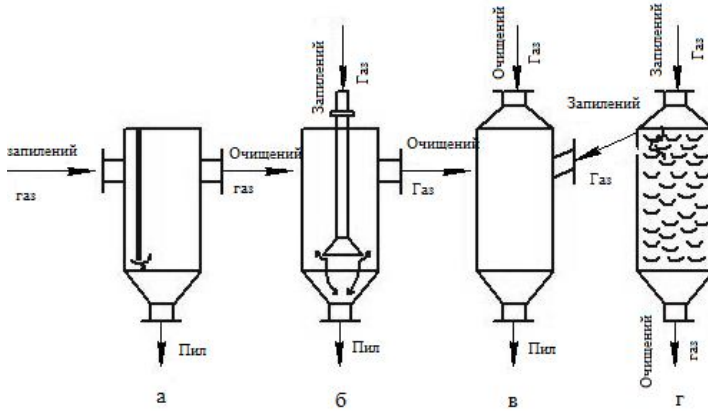 запилений
газ
Пил
а
Очищений
газ
Запилений
Газ
Пил
б
Очищений
Газ
Очищений
Газ
Запилений
Газ
Пил
в
Запилений
Газ
Очищений
газ
г